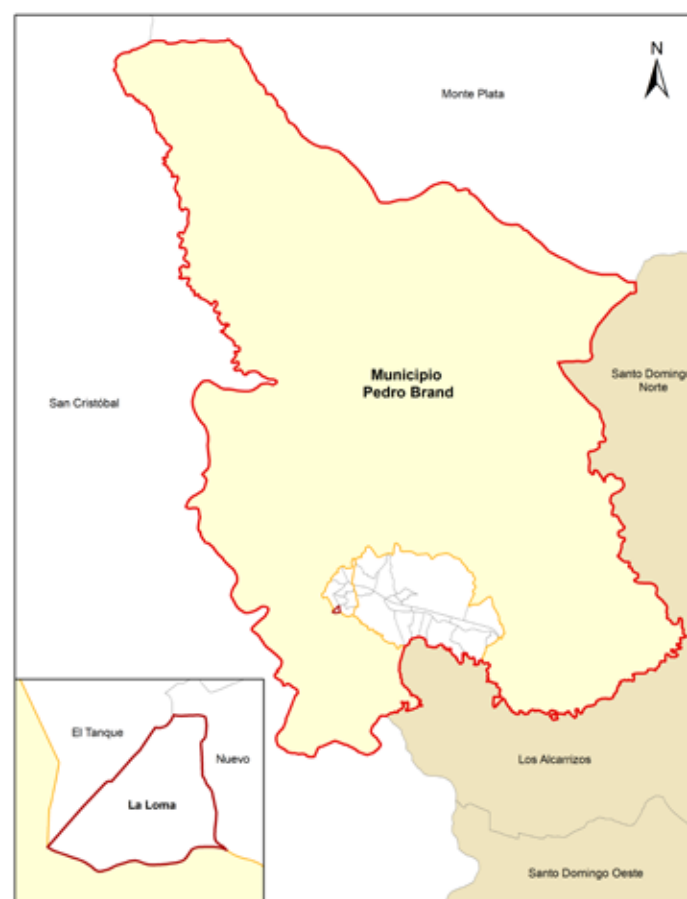 N
Monte Plata
Municipio
Pedro Brand
Santo Domingo
Norte
San Cristóbal
El Tanque
Nuevo
La Loma
Los Alcarrizos
Santo Domingo Oeste